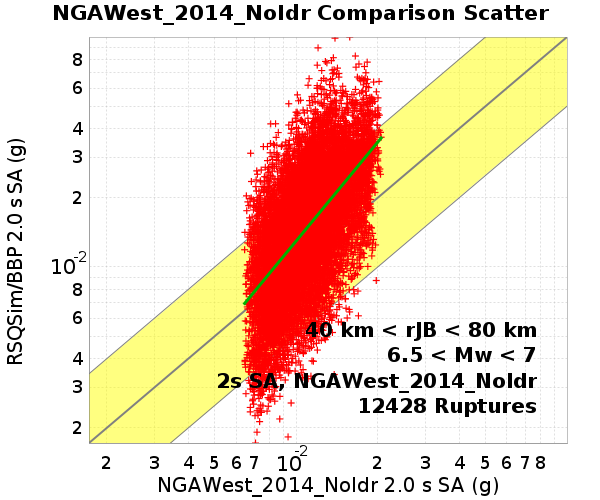 NGAWest_2014_NoIdr Comparison Scatter
RSQSim/BBP 2.0 s SA (g)
8
6
4
3
2
10-2
8
6
4
3
2
40 km < rJB < 80 km
6.5 < Mw < 7
2s SA, NGAWest_2014_NoIdr
12428 Ruptures
2 3 4 5 6 7 10-2 2 3 4 5 6 7 8
NGAWest_2014_NoIdr 2.0 s SA (g)